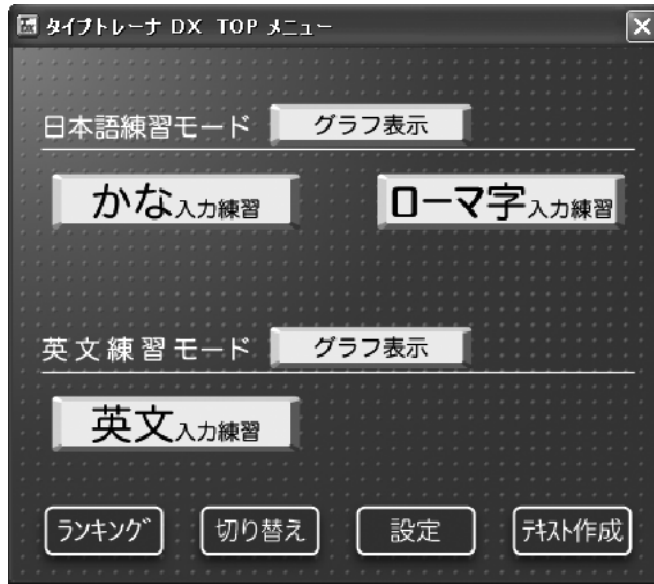 タイプトレーナ DX TOP メニュー
日本語練習モード グラフ表示
かな入力練習 ローマ字入力練習
英文練習モード グラフ表示
英文入力練習
ランキング 切り替え 設定 テキスト作成